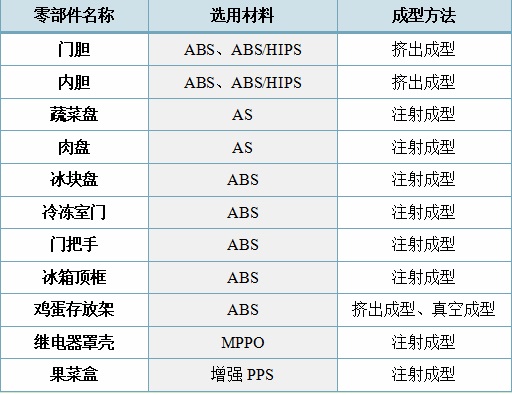 零部件名称 选用材料 成型方法
门胆 ABS、ABS/HIPS 挤出成型
内胆 ABS、ABS/HIPS 挤出成型
蔬菜盘 AS 注射成型
肉盘 AS 注射成型
冰块盘 ABS 注射成型
冷冻室门 ABS 注射成型
门把手 ABS 注射成型
冰箱顶框 ABS 注射成型
鸡蛋存放架 ABS 挤出成型、真空成型
继电器罩壳 MPPO 注射成型
果菜盒 增强 PPS 注射成型